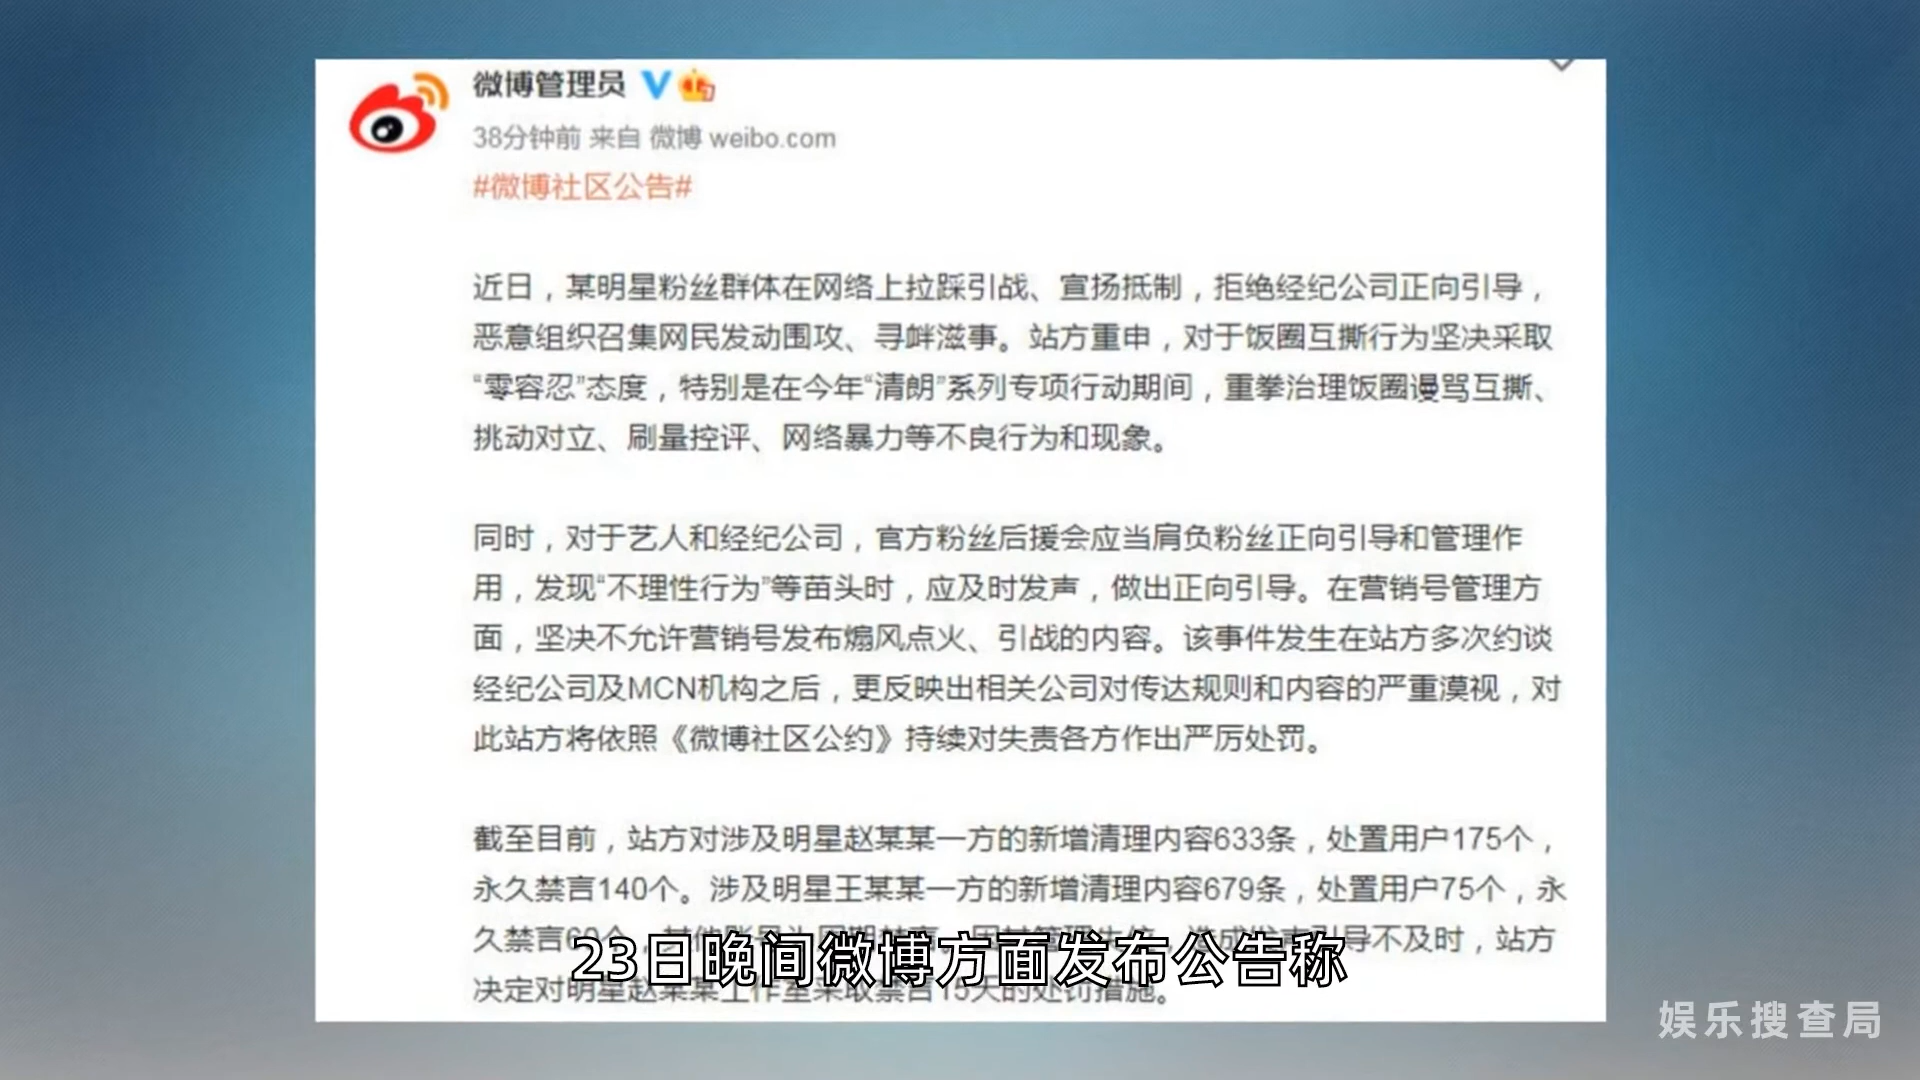 微博管理员
38分钟前 来自 微博 weibo.com
#微博社区公告#
近日，某明星粉丝群体在网络上拉踩引战、宣扬抵制，拒绝经纪公司正向引导，
恶意组织召集网民发动围攻、寻衅滋事。站方重申，对于饭圈互撕行为坚决采取
“零容忍”态度，特别是在今年“清朗”系列专项行动期间，重拳治理饭圈谩骂互撕、
挑动对立、刷量控评、网络暴力等不良行为和现象。
同时，对于艺人和经纪公司，官方粉丝后援会应当肩负粉丝正向引导和管理作
用，发现“不理性行为”等苗头时，应及时发声，做出正向引导。在营销号管理方
面，坚决不允许营销号发布煽风点火、引战的内容。该事件发生在站方多次约谈
经纪公司及MCN机构之后，更反映出相关公司对传达规则和内容的严重漠视，对
此站方将依照《微博社区公约》持续对失责各方作出严厉处罚。
截至目前，站方对涉及明星赵某某一方的新增清理内容633条，处置用户175个，
永久禁言140个。涉及明星王某某一方的新增清理内容679条，处置用户75个，永
久禁言 引导不及时，站方
决定对明星赵某某工作室采取禁言15天的处罚措施。
23日晚间微博方面发布公告称
娱乐搜查局